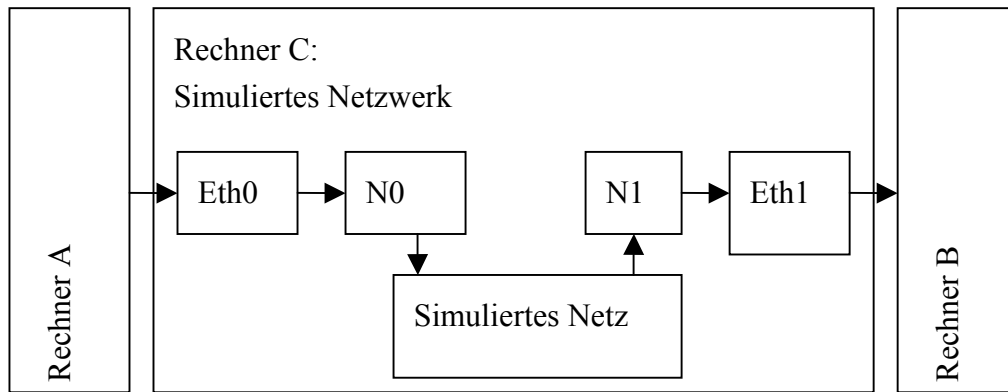 Rechner A
Rechner C:
Simuliertes Netzwerk
Eth0
N0
N1
Eth1
Simuliertes Netz
Rechner B